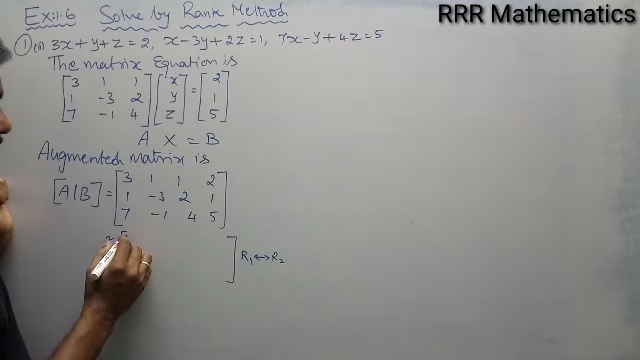 RRR Mathematics
Ex:1.6 Solve by Rank Method
① (ii) 3x+y+z=2, x-3y+2z=1, 7x-y+4z=5
The matrix Equation is
[3 1 1] [x] = [2]
[1 -3 2] [y] [1]
[7 -1 4] [z] [5]
A X = B
Augmented matrix is
[A|B] = [3 1 1 2]
[1 -3 2 1]
[7 -1 4 5]
~ [ ] R₁↔R₂